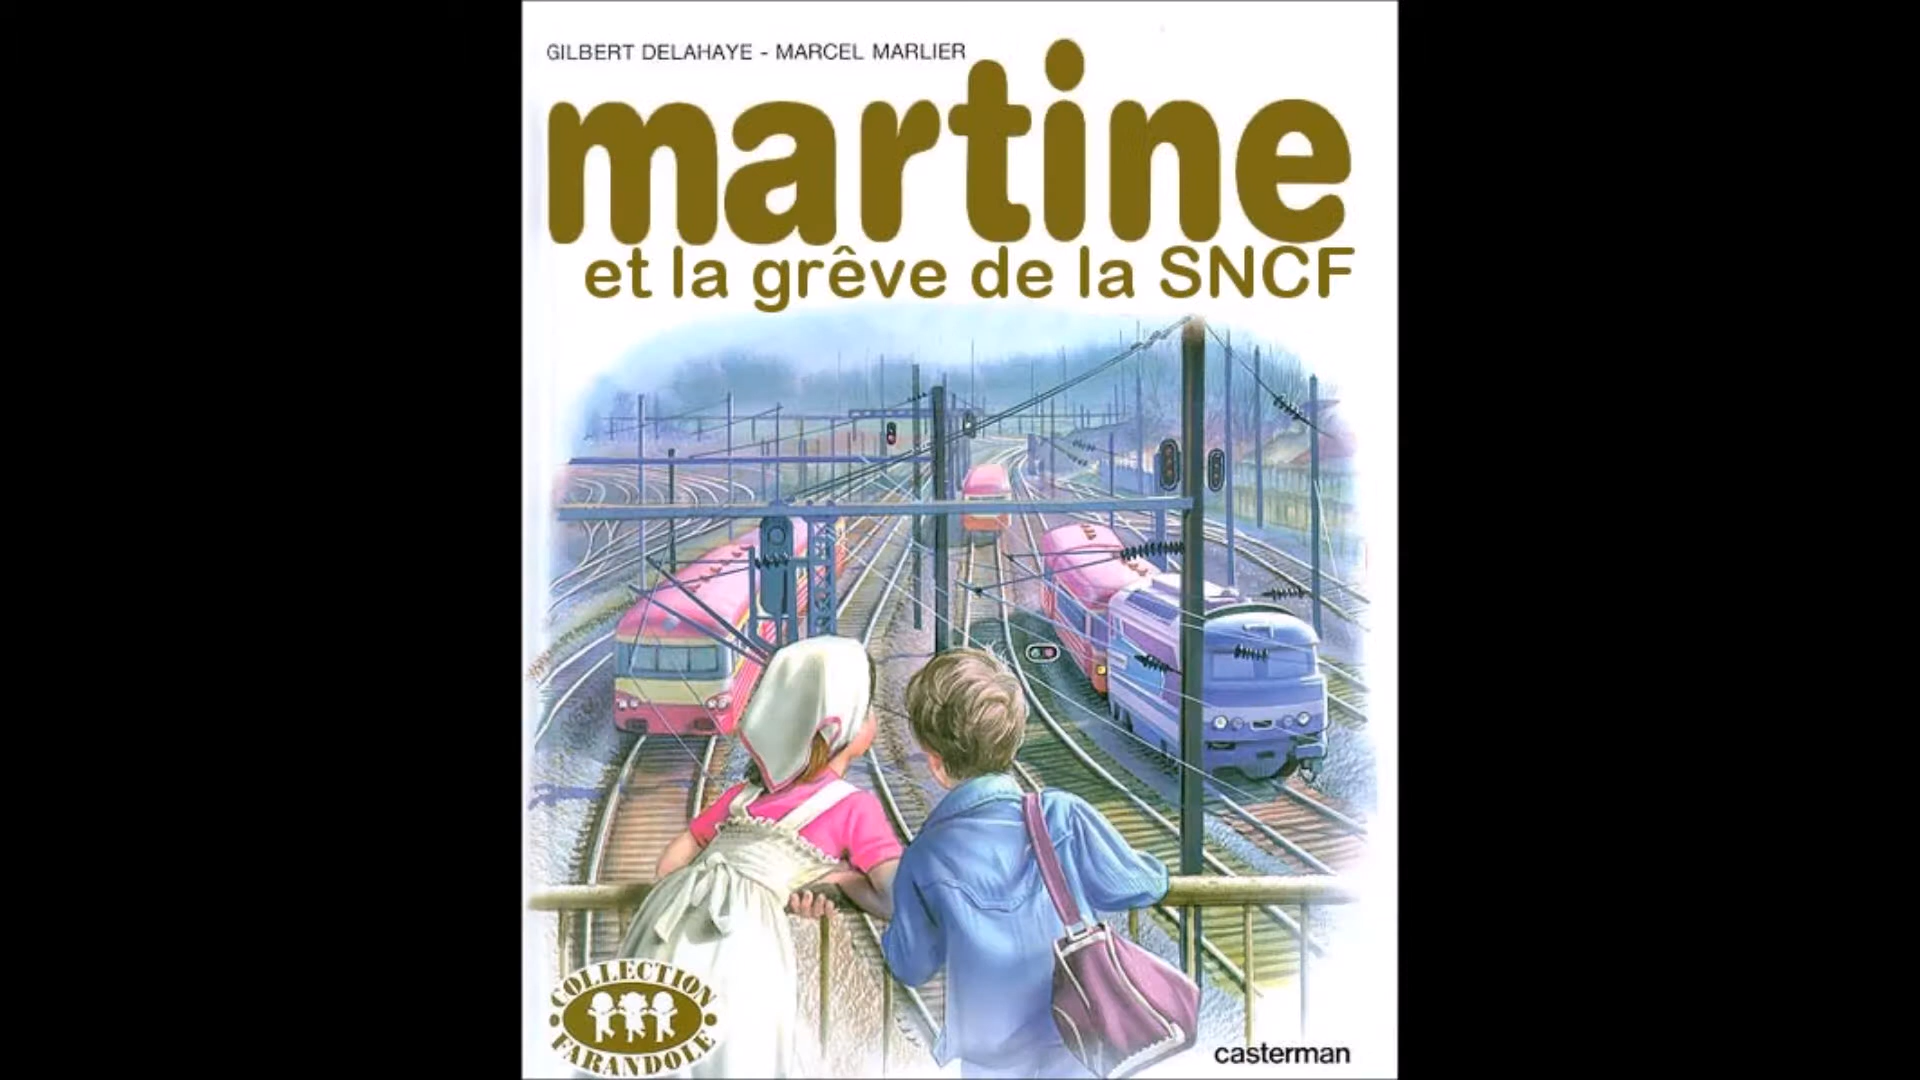 GILBERT DELAHAYE - MARCEL MARLIER
martine
et la grêve de la SNCF
COLLECTION
FARANDOLE
casterman